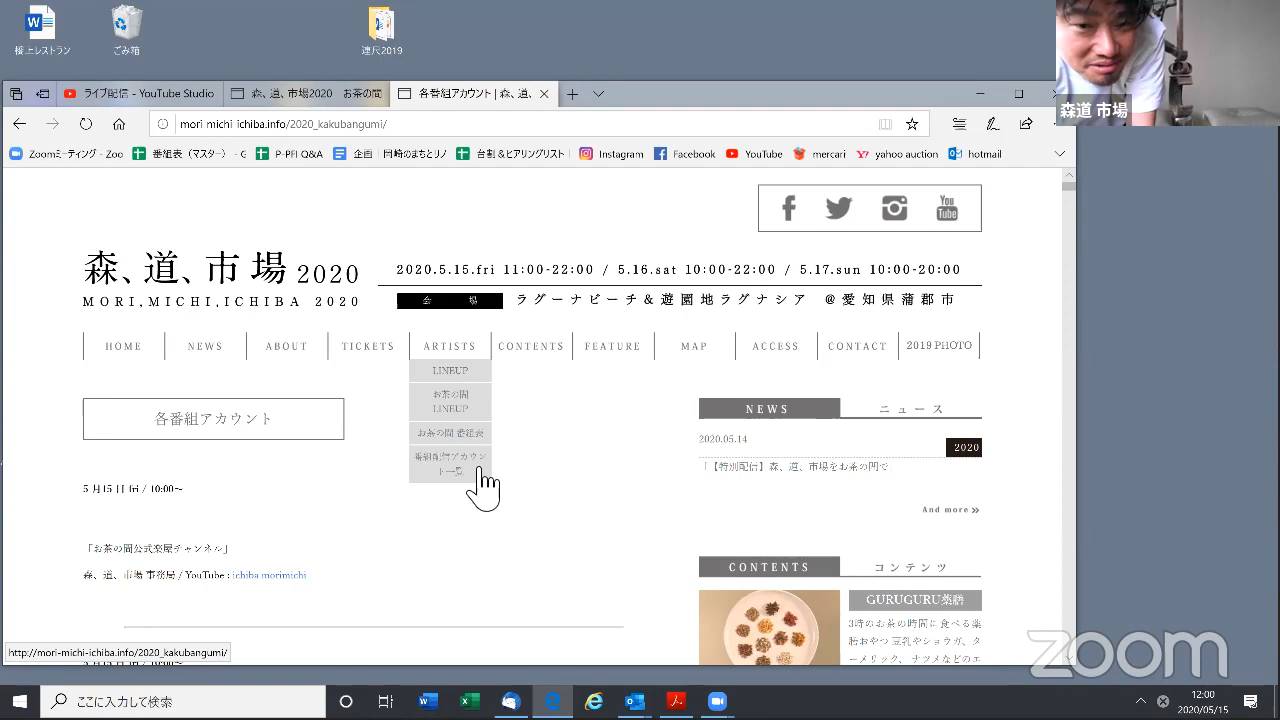 橋上レストラン
ごみ箱
連尺2019
ライブ配信 - YouTube Studio
森、道、市場2020 お茶の間
各番組アカウント | 森、道、
mori-michi-ichiba.info/2020_kakubangumi/
Zoomミーティング - Zoo
番組（マスター） - G
P-PFI Q&A
企画 | 岡崎のまちとリノ
台割 & ヒアリングリスト
Instagram
Facebook
YouTube
mercari
yahoo auction
hotmail
森道 市場
You
Tube
森、道、市場 2020
MORI,MICHI,ICHIBA 2020
2020.5.15.fri 11:00-22:00 / 5.16.sat 10:00-22:00 / 5.17.sun 10:00-20:00
会場
ラグーナビーチ＆遊園地ラグナシア ＠愛知県蒲郡市
HOME
NEWS
ABOUT
TICKETS
ARTISTS
CONTENTS
FEATURE
MAP
ACCESS
CONTACT
2019 PHOTO
LINEUP
お茶の間
LINEUP
お茶の間 番組表
番組配信アカウン
ト一覧
各番組アカウント
5 月15 日 fri / 10:00～
「お茶の間公式楽屋チャンネル」
森、道、市場 事務局 / YouTube : ichiba morimichi
NEWS
ニュース
2020.05.14
2020
「【特別配信】森、道、市場をお茶の間で
And more
CONTENTS
コンテンツ
GURUGURU薬膳
3時のお茶の時間に食べる薬
膳おやつ 豆乳やショウガ、タ
ーメリック、 ナツメなどのエ
http://mori-michi-ichiba.info/2020_kakubangumi/
zoom
ここに入力して検索
12:00
2020/05/15